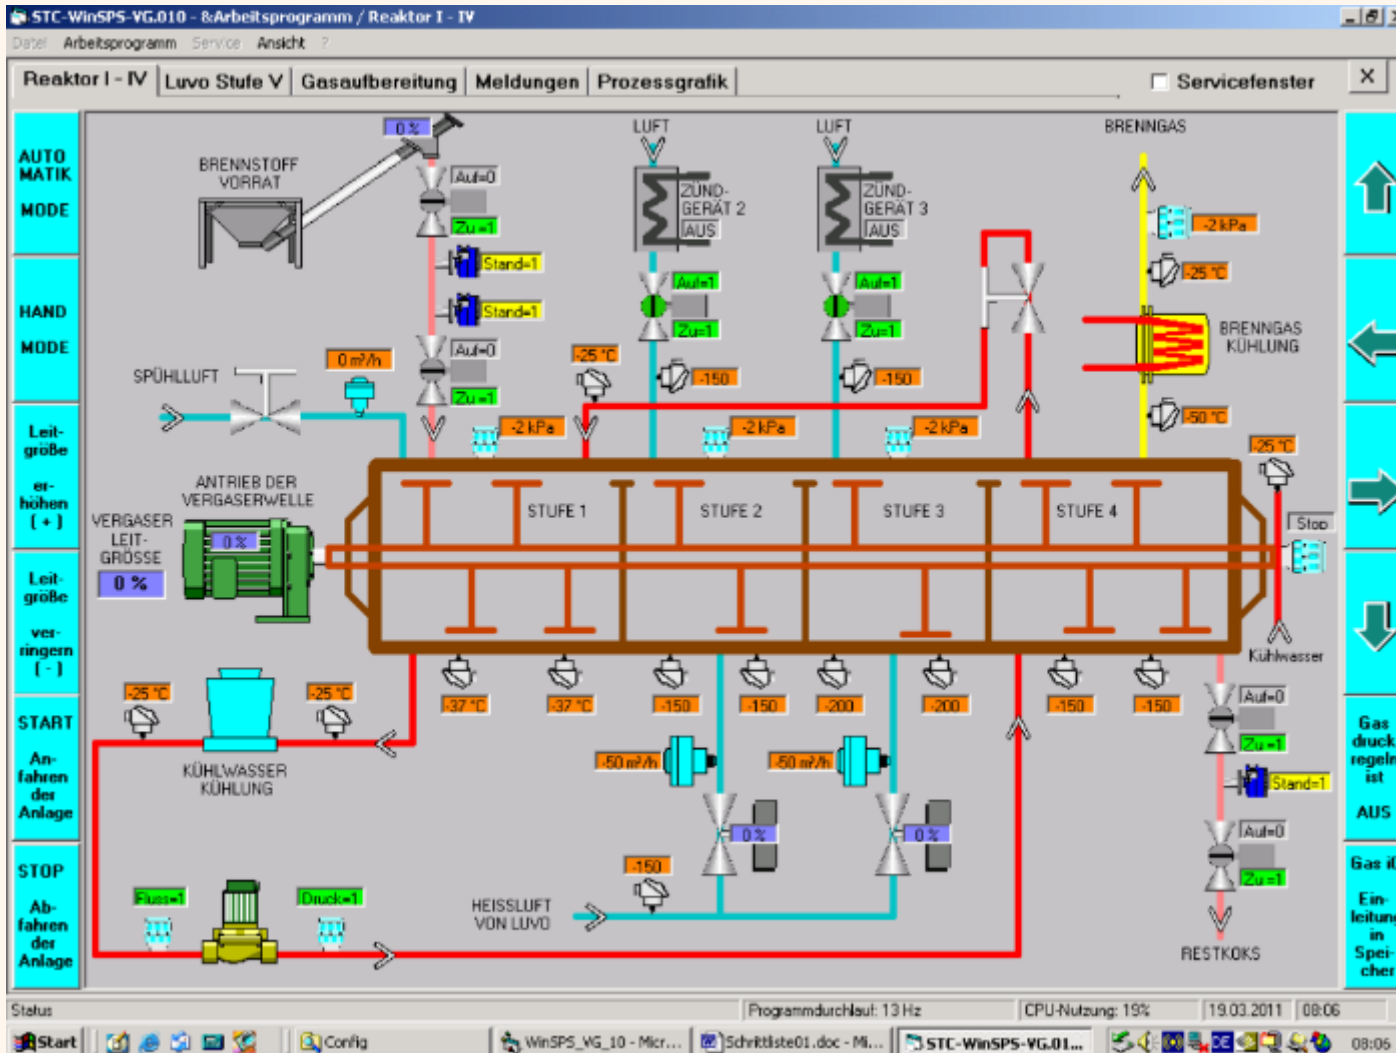 STC-WinSPS-VG.010 - &Arbeitsprogramm / Reaktor I - IV
Datei Arbeitsprogramm Service Ansicht ?
Reaktor I - IV Luvo Stufe V Gasaufbereitung Meldungen Prozessgrafik Servicefenster X
AUTO
MATIK
MODE
HAND
MODE
Leit-
größe
er-
höhen
( + )
Leit-
größe
ver-
ringern
( - )
START
An-
fahren
der
Anlage
STOP
Ab-
fahren
der
Anlage
0 %
BRENNSTOFF
VORRAT
Auf=0
Zu =1
Stand=1
Stand=1
Auf=0
Zu =1
LUFT
ZÜND-
GERÄT 2
AUS
Auf=1
Zu=1
-150
LUFT
ZÜND-
GERÄT 3
AUS
Auf=1
Zu=1
-150
BRENNGAS
-2 kPa
-25 °C
BRENNGAS
KÜHLUNG
-50 °C
0 m³/h
SPÜHLLUFT
-25 °C
-2 kPa
-2 kPa
-2 kPa
-25 °C
ANTRIEB DER
VERGASERWELLE
VERGASER
LEIT-
GRÖSSE
0 %
0 %
STUFE 1
STUFE 2
STUFE 3
STUFE 4
Stop
Kühlwasser
-25 °C
-25 °C
KÜHLWASSER
KÜHLUNG
-37 °C
-37 °C
-150
-150
-200
-200
-150
-150
-50 m³/h
-50 m³/h
0 %
0 %
-150
HEISSLUFT
VON LUVO
Fluss=1
Druck=1
Auf=0
Zu =1
Stand=1
Auf=0
Zu =1
RESTKOKS
Gas
druck
regeln
ist
AUS
Gas
Ein-
leitung
in
Spei-
cher
Status Programmdurchlauf: 13 Hz CPU-Nutzung: 19% 19.03.2011 08:06
Start Config WinSPS_VG_10 - Micr... Schrittliste01.doc - Mi... STC-WinSPS-VG.01... DE 08:06